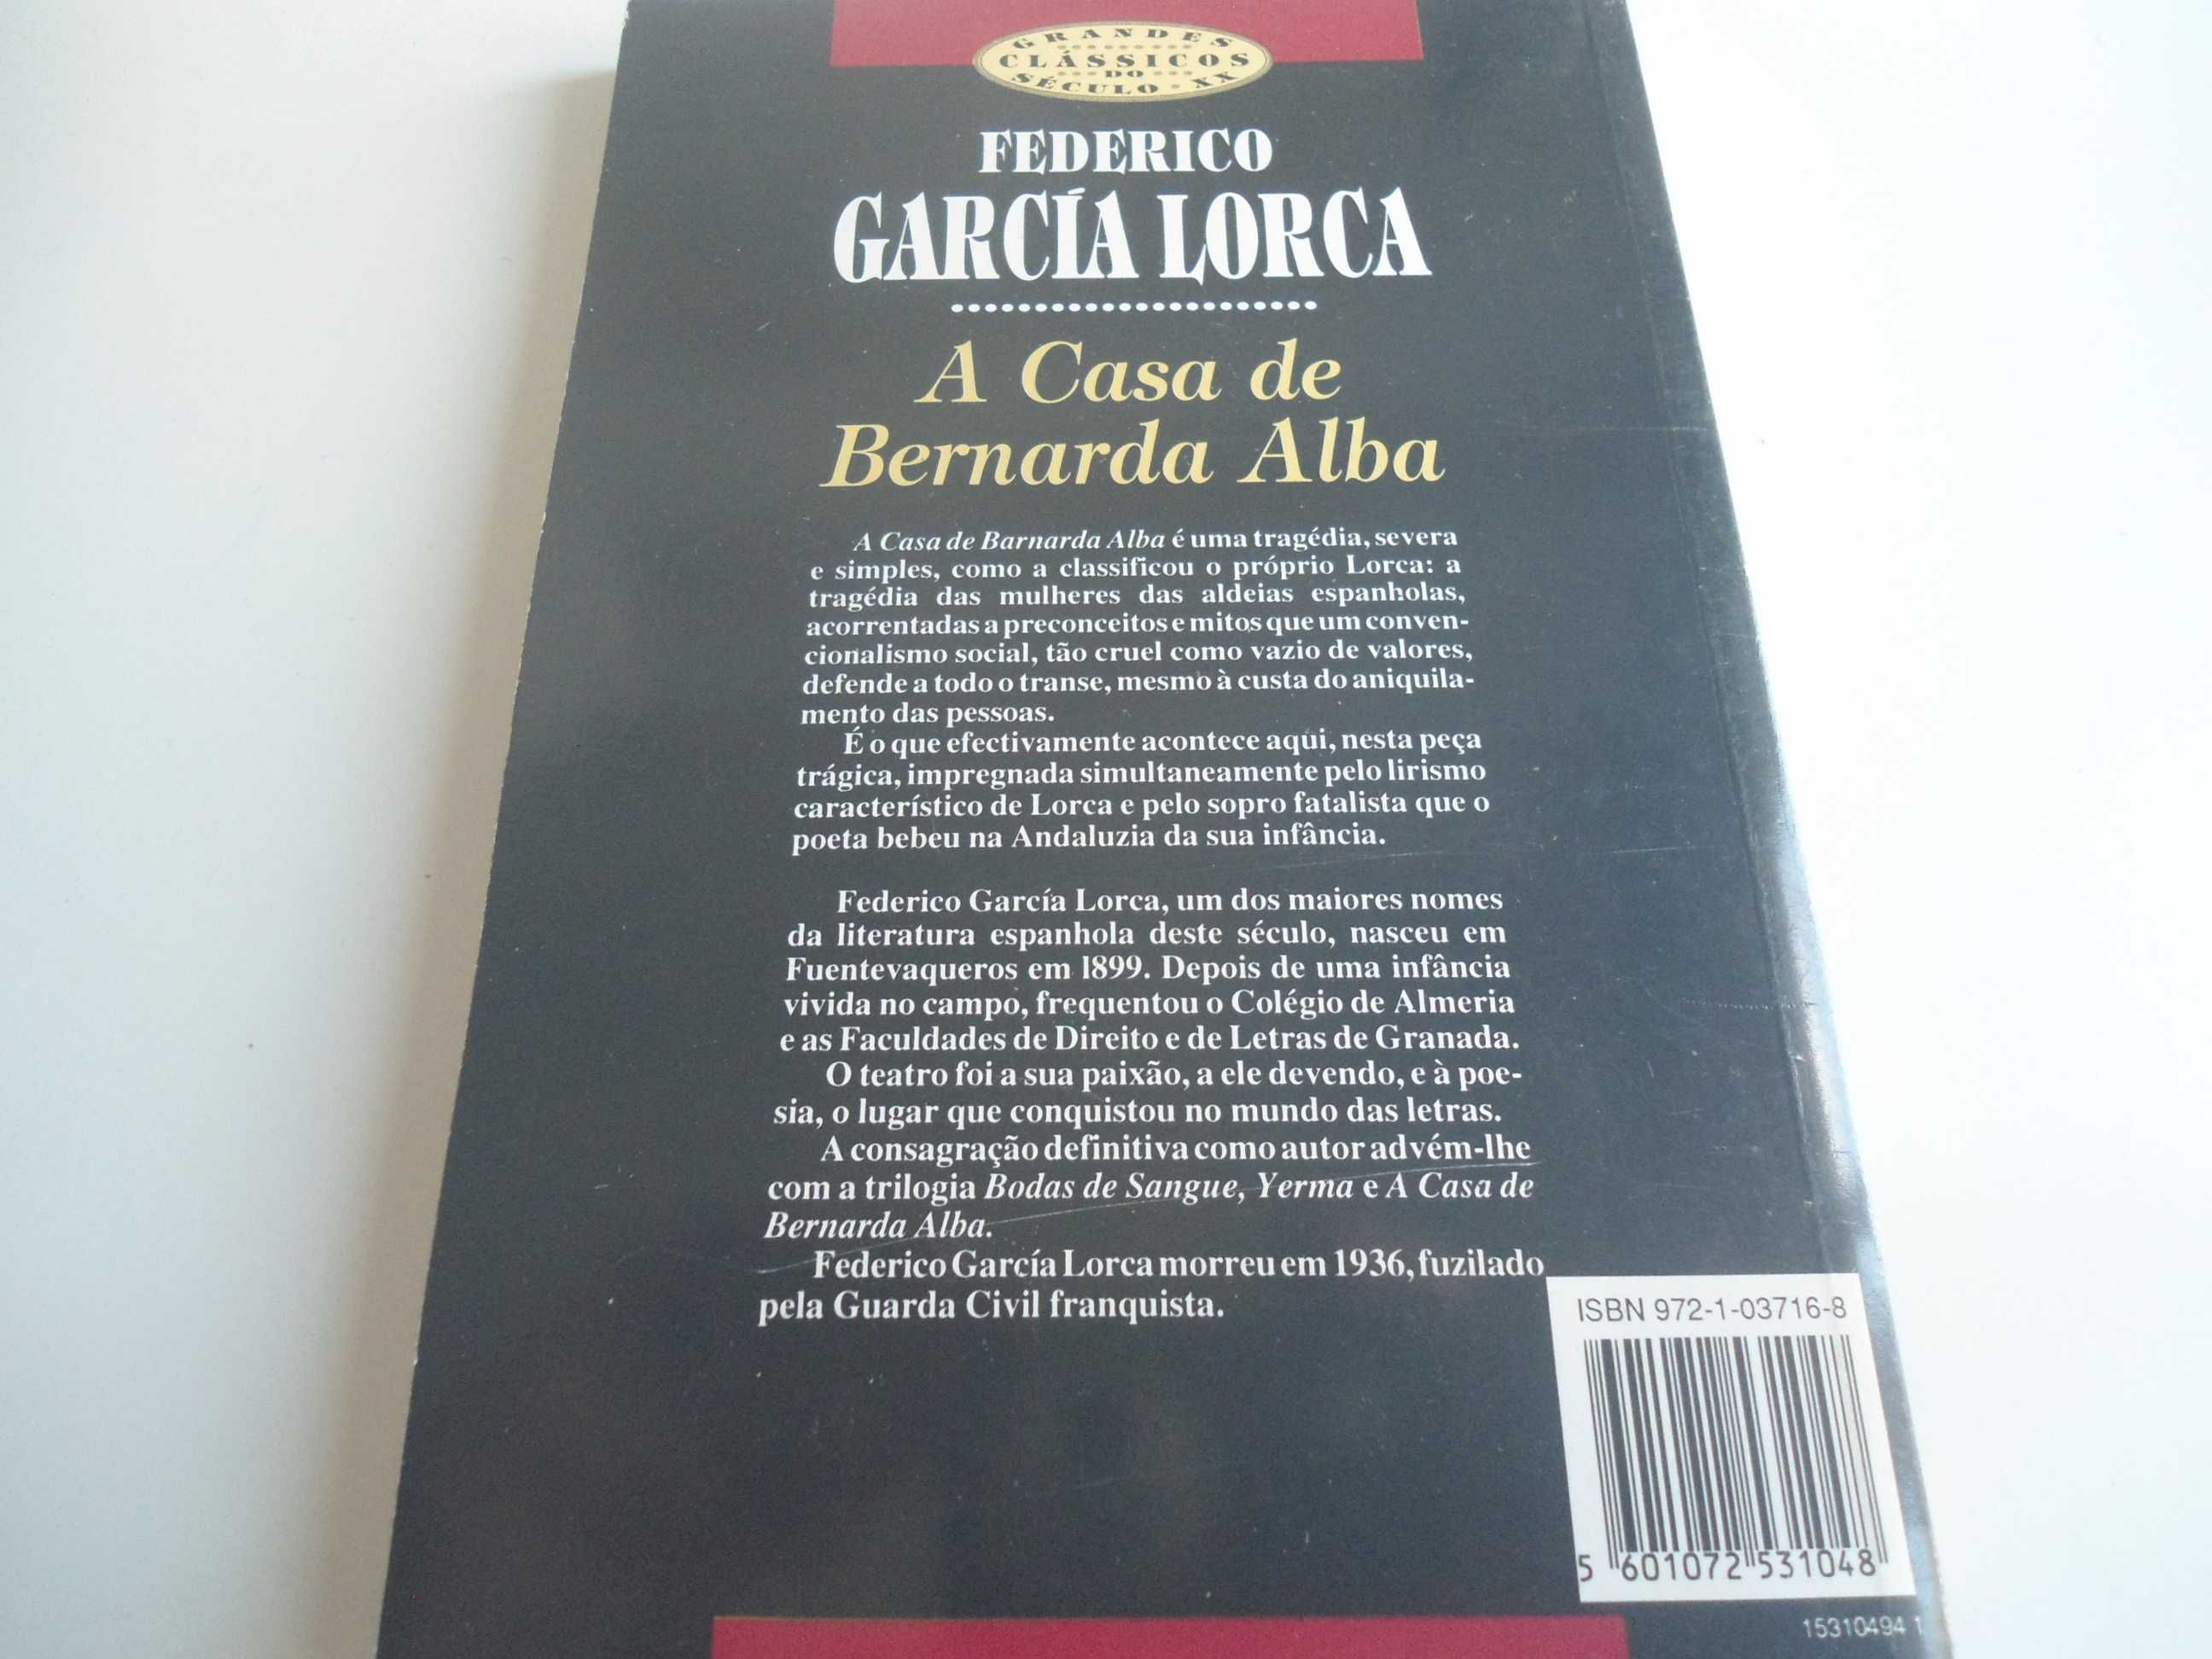 GRANDES
CLÁSSICOS
DO
SÉCULO XX
FEDERICO
GARCÍA LORCA
A Casa de
Bernarda Alba
A Casa de Barnarda Alba é uma tragédia, severa
e simples, como a classificou o próprio Lorca: a
tragédia das mulheres das aldeias espanholas,
acorrentadas a preconceitos e mitos que um conven-
cionalismo social, tão cruel como vazio de valores,
defende a todo o transe, mesmo à custa do aniquila-
mento das pessoas.
É o que efectivamente acontece aqui, nesta peça
trágica, impregnada simultaneamente pelo lirismo
característico de Lorca e pelo sopro fatalista que o
poeta bebeu na Andaluzia da sua infância.
Federico García Lorca, um dos maiores nomes
da literatura espanhola deste século, nasceu em
Fuentevaqueros em 1899. Depois de uma infância
vivida no campo, frequentou o Colégio de Almeria
e as Faculdades de Direito e de Letras de Granada.
O teatro foi a sua paixão, a ele devendo, e à poe-
sia, o lugar que conquistou no mundo das letras.
A consagração definitiva como autor advém-lhe
com a trilogia Bodas de Sangue, Yerma e A Casa de
Bernarda Alba.
Federico García Lorca morreu em 1936, fuzilado
pela Guarda Civil franquista.
ISBN 972-1-03716-8
5 601072 531048
15310494 1